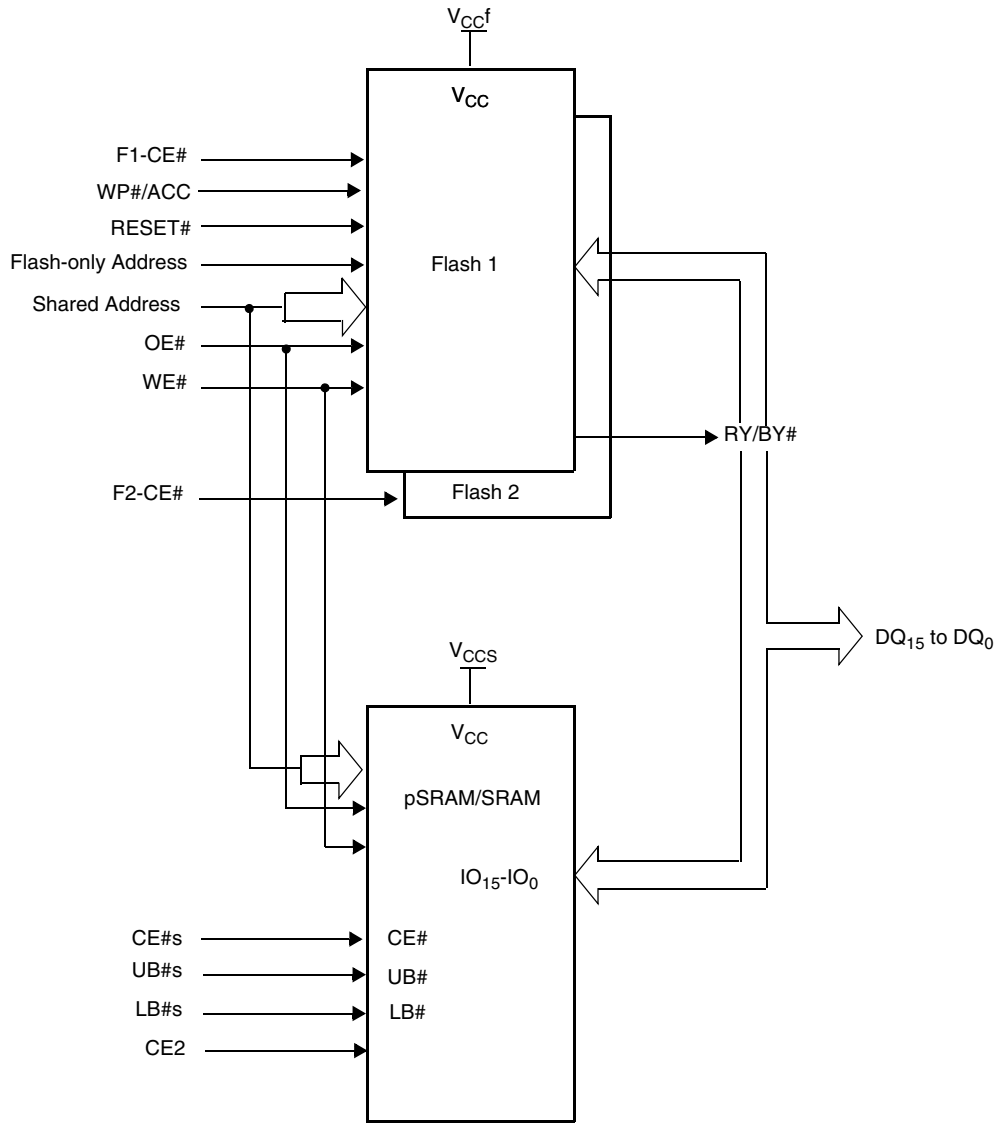 VCCf
VCC
F1-CE#
WP#/ACC
RESET#
Flash-only Address
Flash 1
Shared Address
OE#
WE#
RY/BY#
F2-CE#
Flash 2
DQ15 to DQ0
VCCS
VCC
pSRAM/SRAM
IO15-IO0
CE#s
CE#
UB#s
UB#
LB#s
LB#
CE2